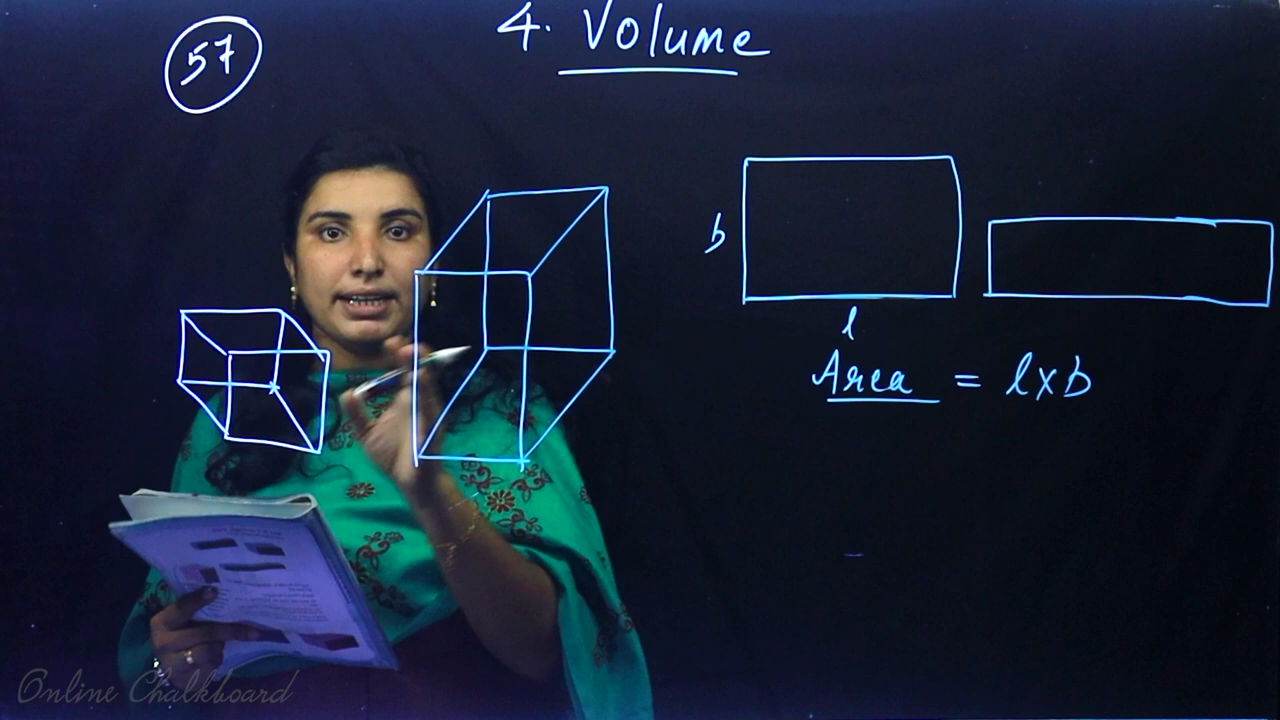 57
4. Volume
b
l
Area = l x b
Online Chalkboard